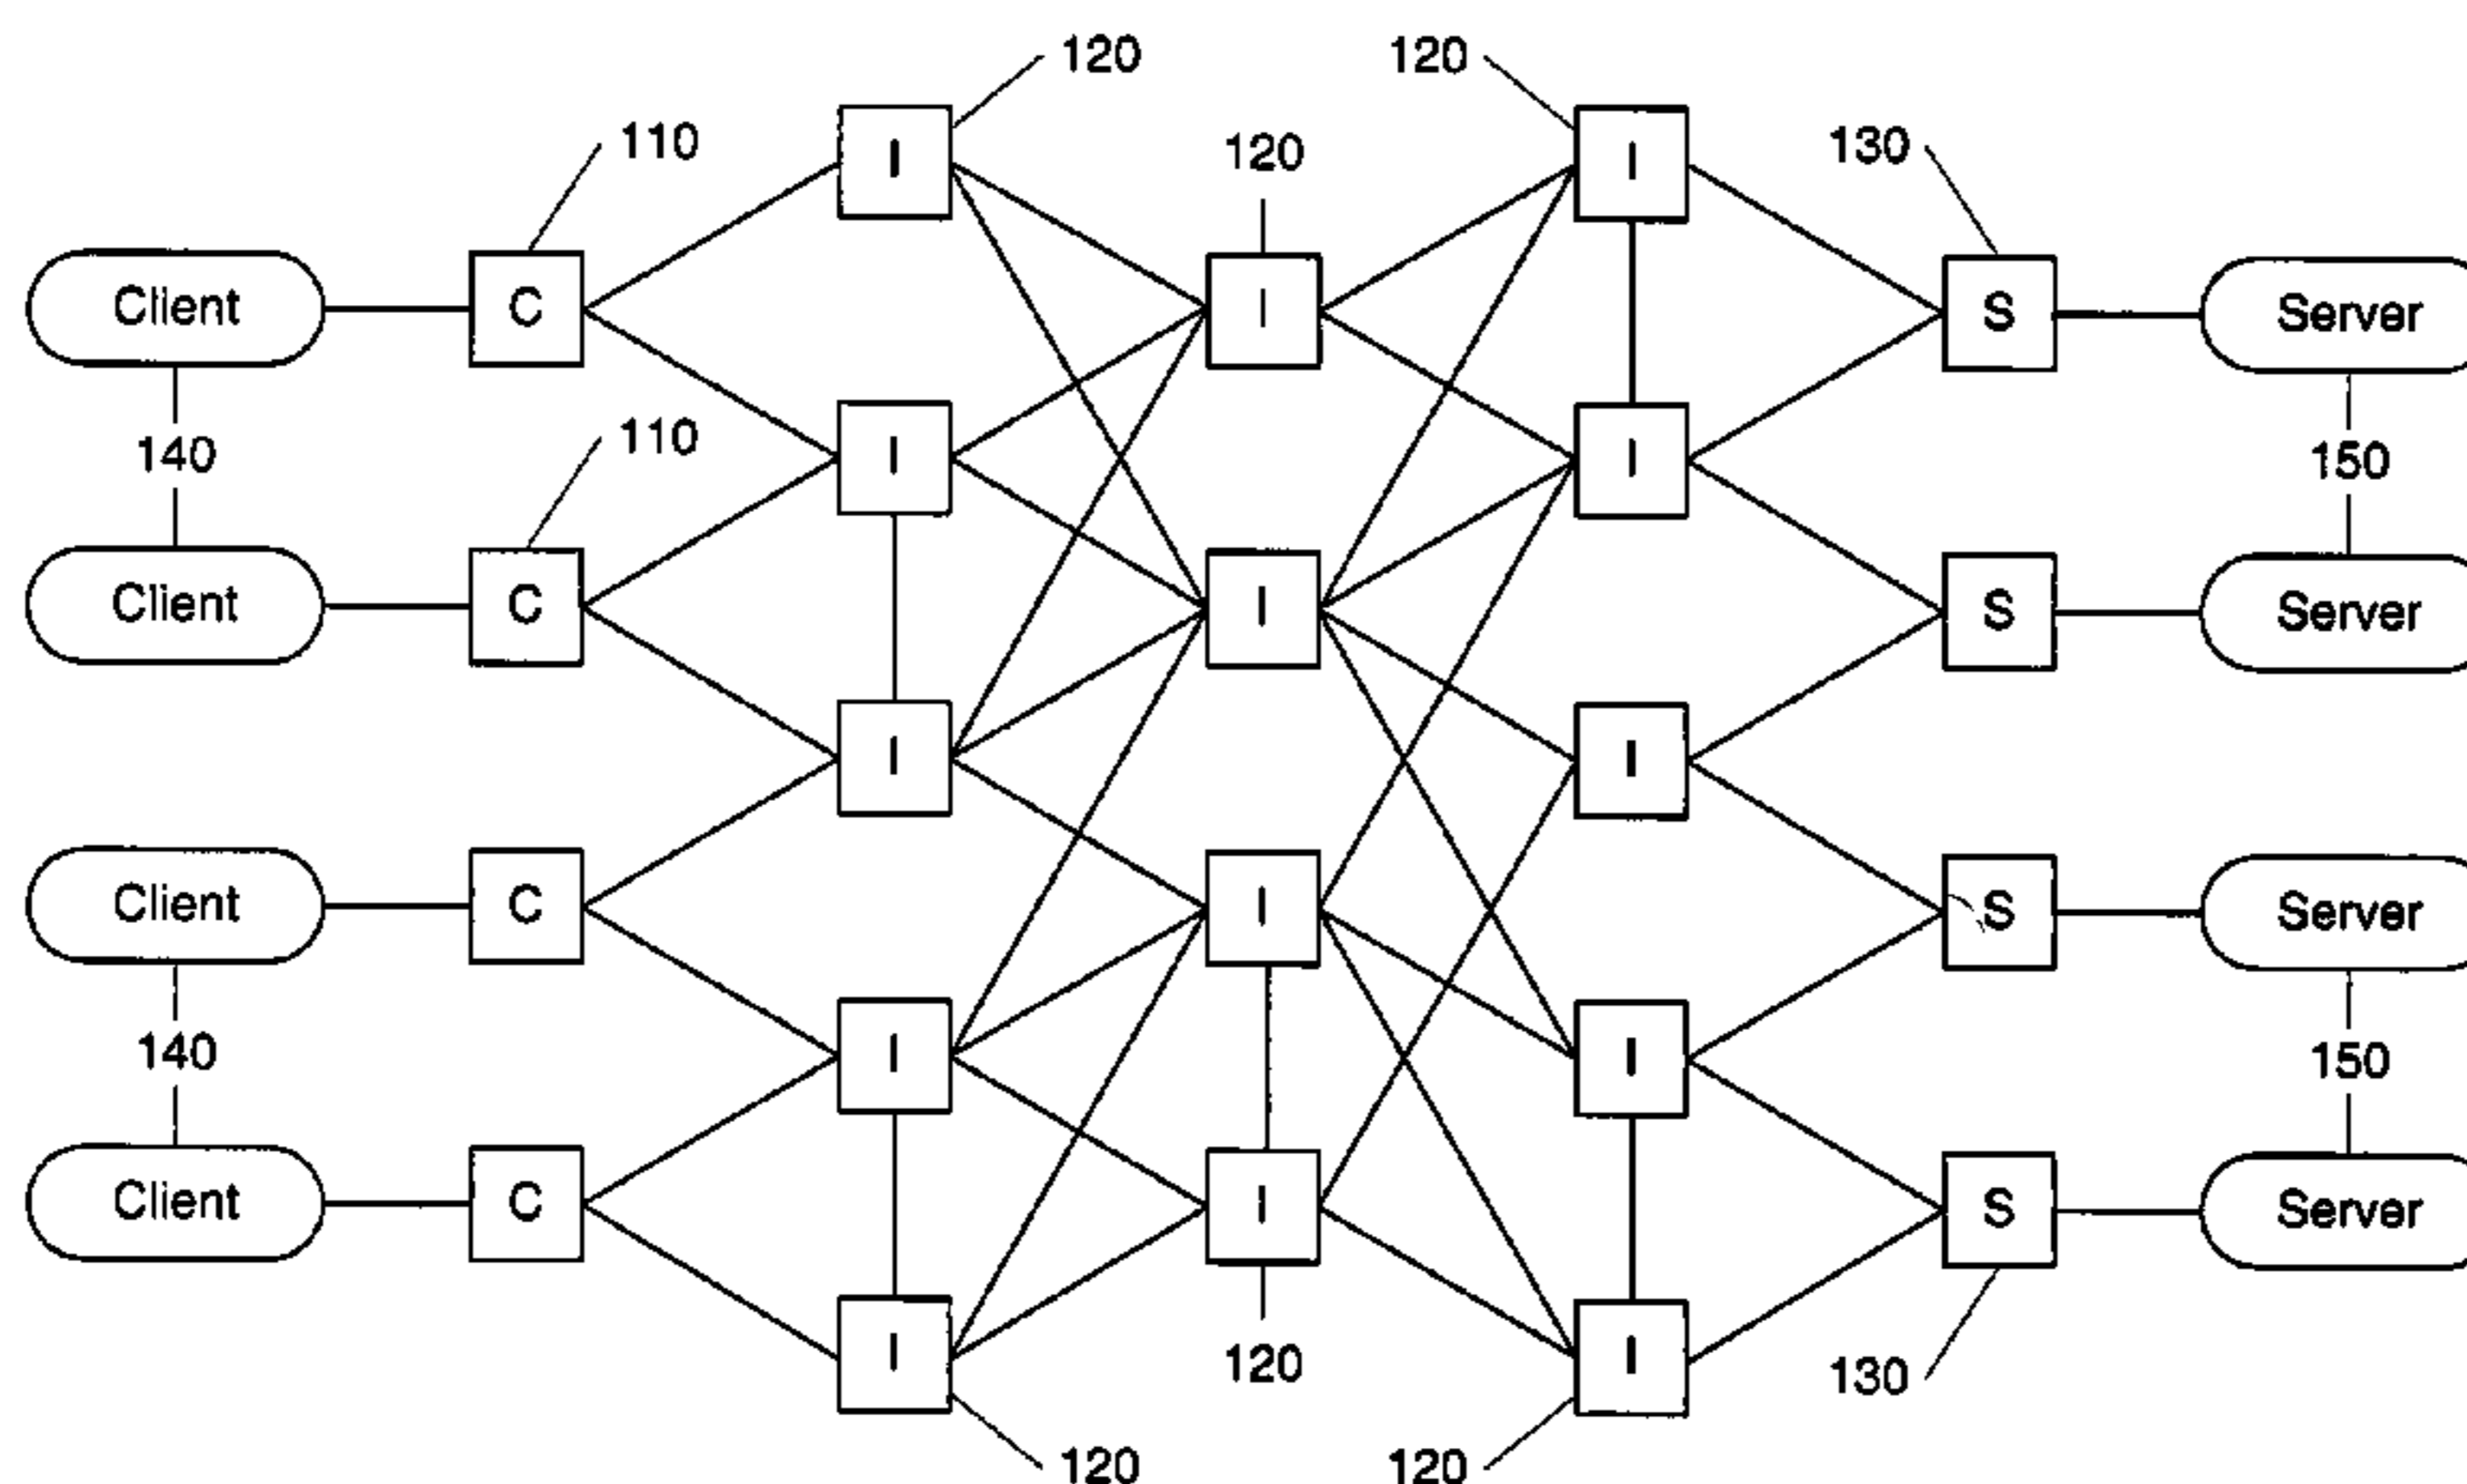 120 120
110 I 120 I 130
Client C I S Server
140 110 I I 150
Client C I S Server
I I
Client C I S Server
140 I I 150
Client C I S Server
I 120 I 130
120 120